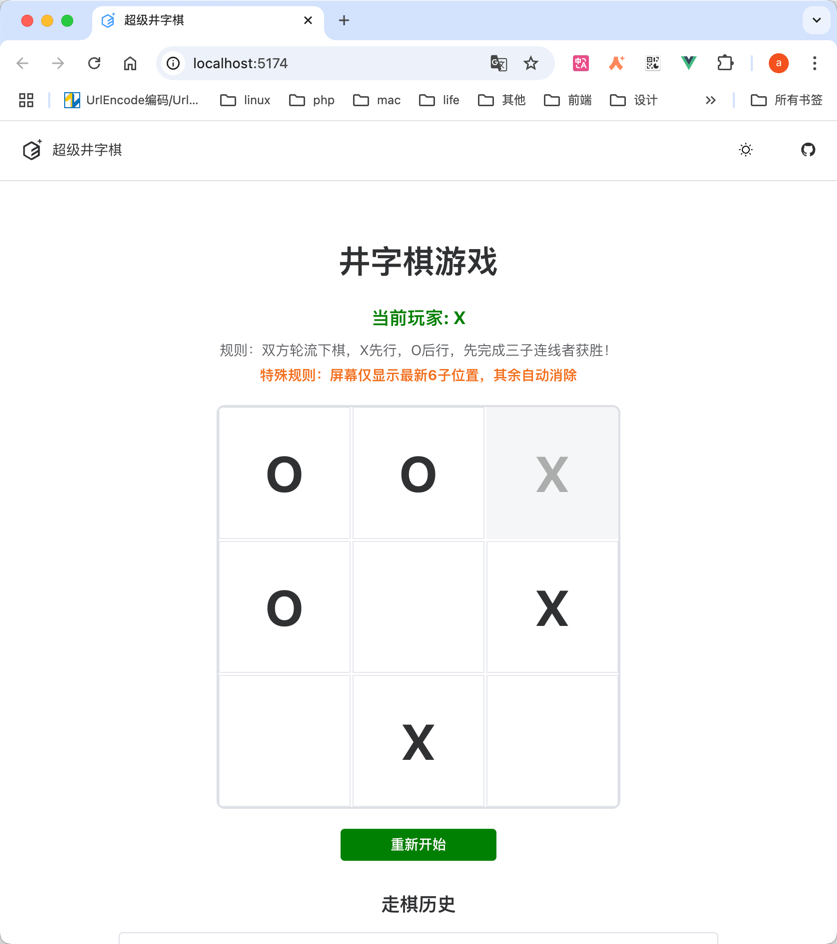 超级井字棋
localhost:5174
UrlEncode编码/Url... linux php mac life 其他 前端 设计 所有书签
超级井字棋
井字棋游戏
当前玩家: X
规则：双方轮流下棋，X先行，O后行，先完成三子连线者获胜！
特殊规则：屏幕仅显示最新6子位置，其余自动消除
O O X
O X
X
重新开始
走棋历史